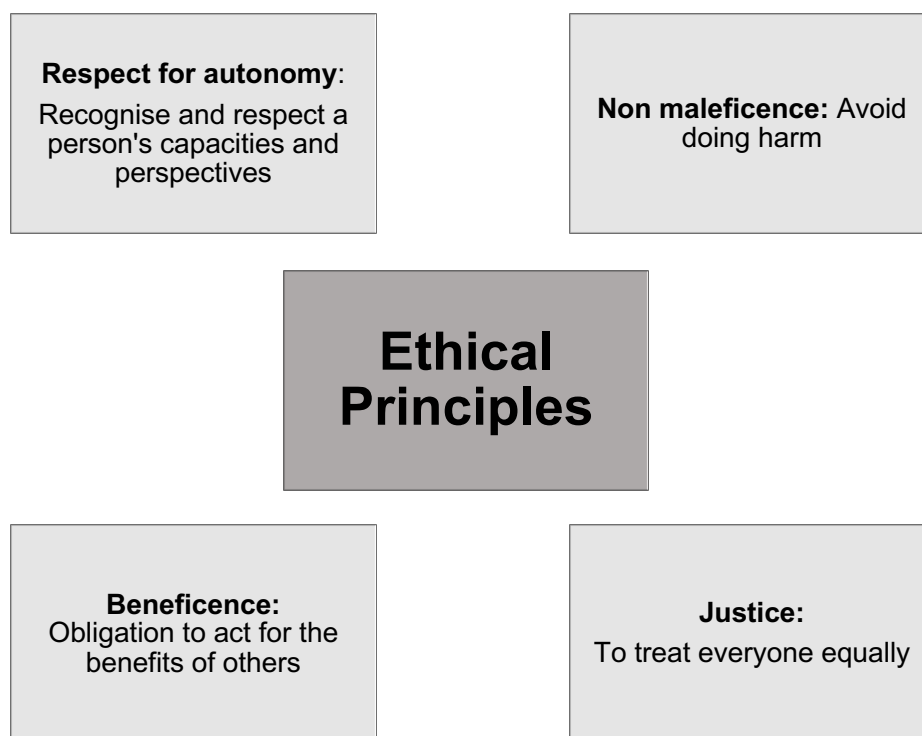 Respect for autonomy:
Recognise and respect a
person's capacities and
perspectives
Non maleficence: Avoid
doing harm
Ethical
Principles
Beneficence:
Obligation to act for the
benefits of others
Justice:
To treat everyone equally